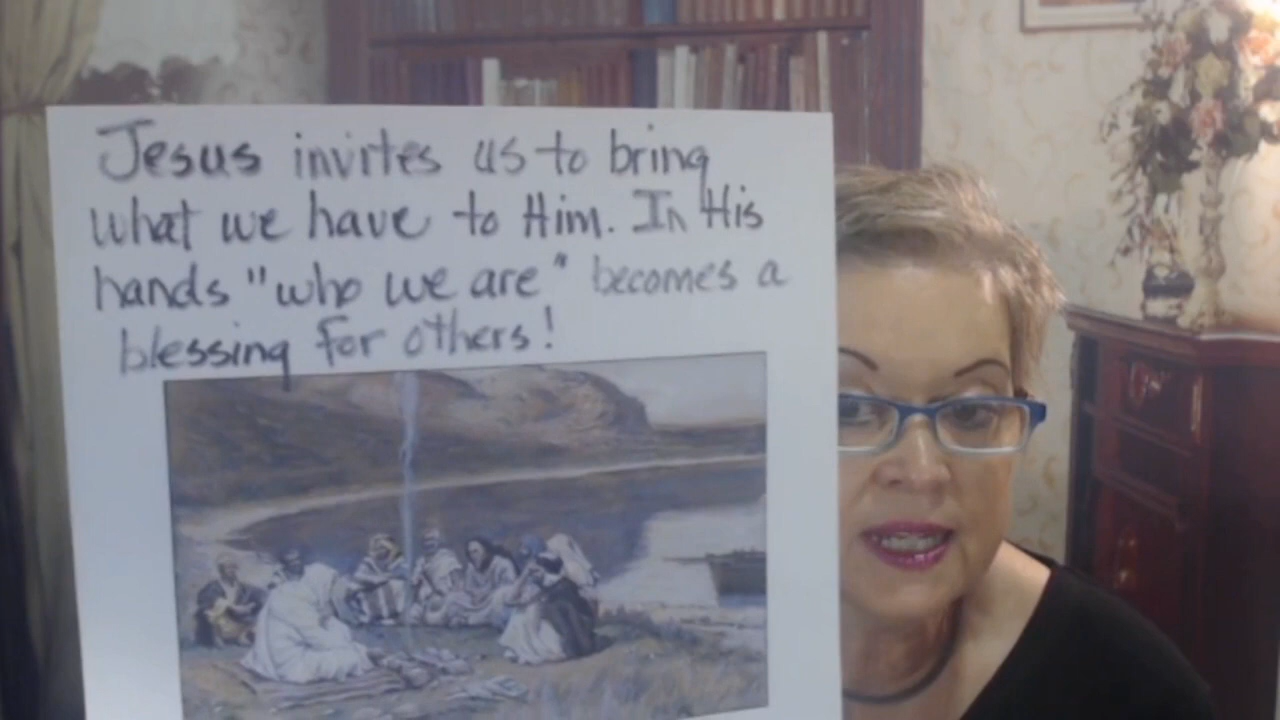 Jesus invites us to bring
what we have to Him. In His
hands "who we are" becomes a
blessing for others!